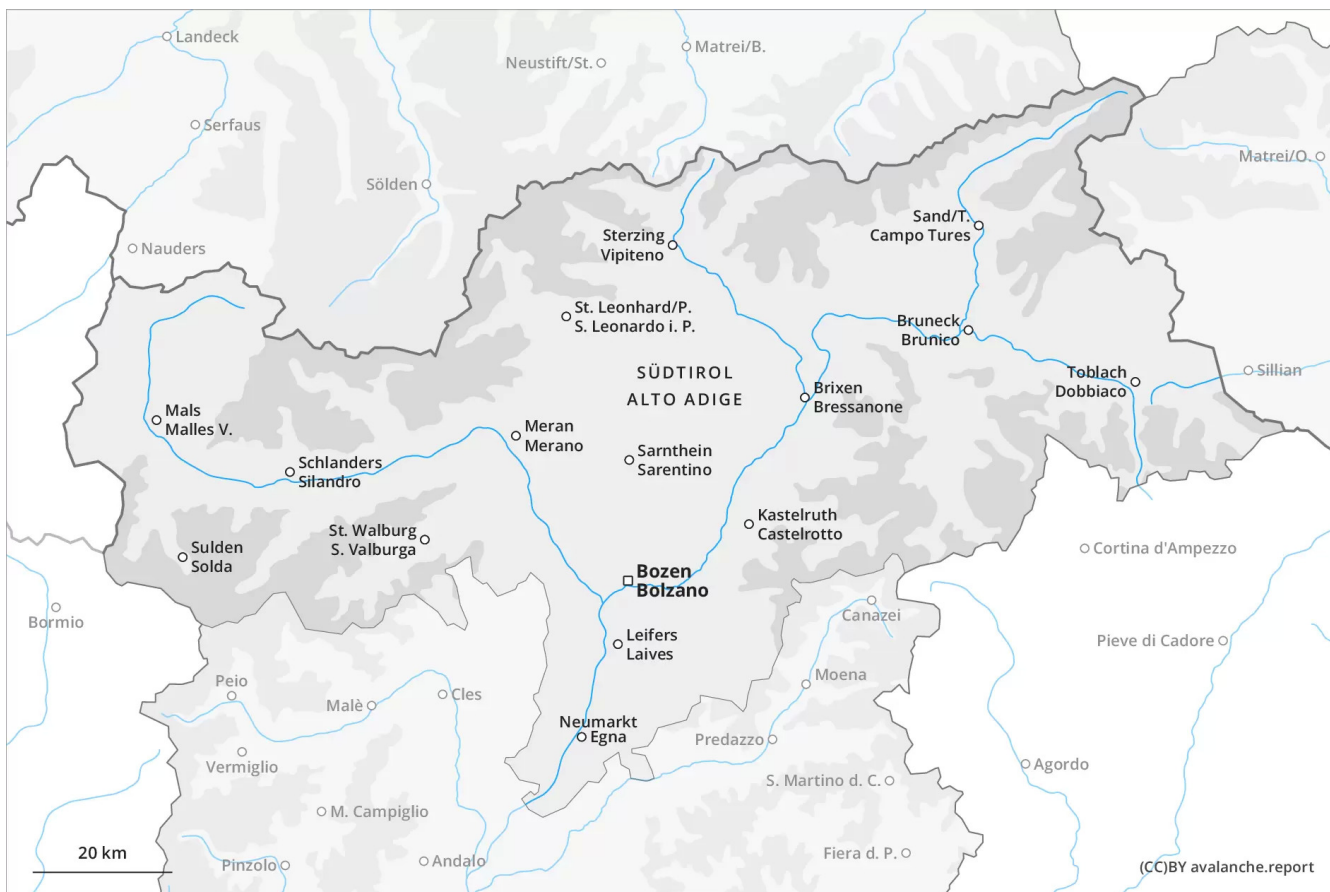 Landeck
Matrei/B.
Neustift/St.
Serfaus
Matrei/O.
Sölden
Sand/T.
Campo Tures
Sterzing
Vipiteno
Nauders
St. Leonhard/P.
S. Leonardo i. P.
Bruneck
Brunico
SÜDTIROL
ALTO ADIGE
Toblach
Dobbiaco
Sillian
Brixen
Bressanone
Mals
Malles V.
Meran
Merano
Sarnthein
Sarentino
Schlanders
Silandro
Kastelruth
Castelrotto
St. Walburg
S. Valburga
Sulden
Solda
Cortina d'Ampezzo
Bozen
Bolzano
Bormio
Canazei
Leifers
Laives
Pieve di Cadore
Peio
Moena
Malè
Cles
Neumarkt
Egna
Predazzo
Vermiglio
Agordo
S. Martino d. C.
M. Campiglio
20 km
Pinzolo
Andalo
Fiera d. P.
(CC)BY avalanche.report